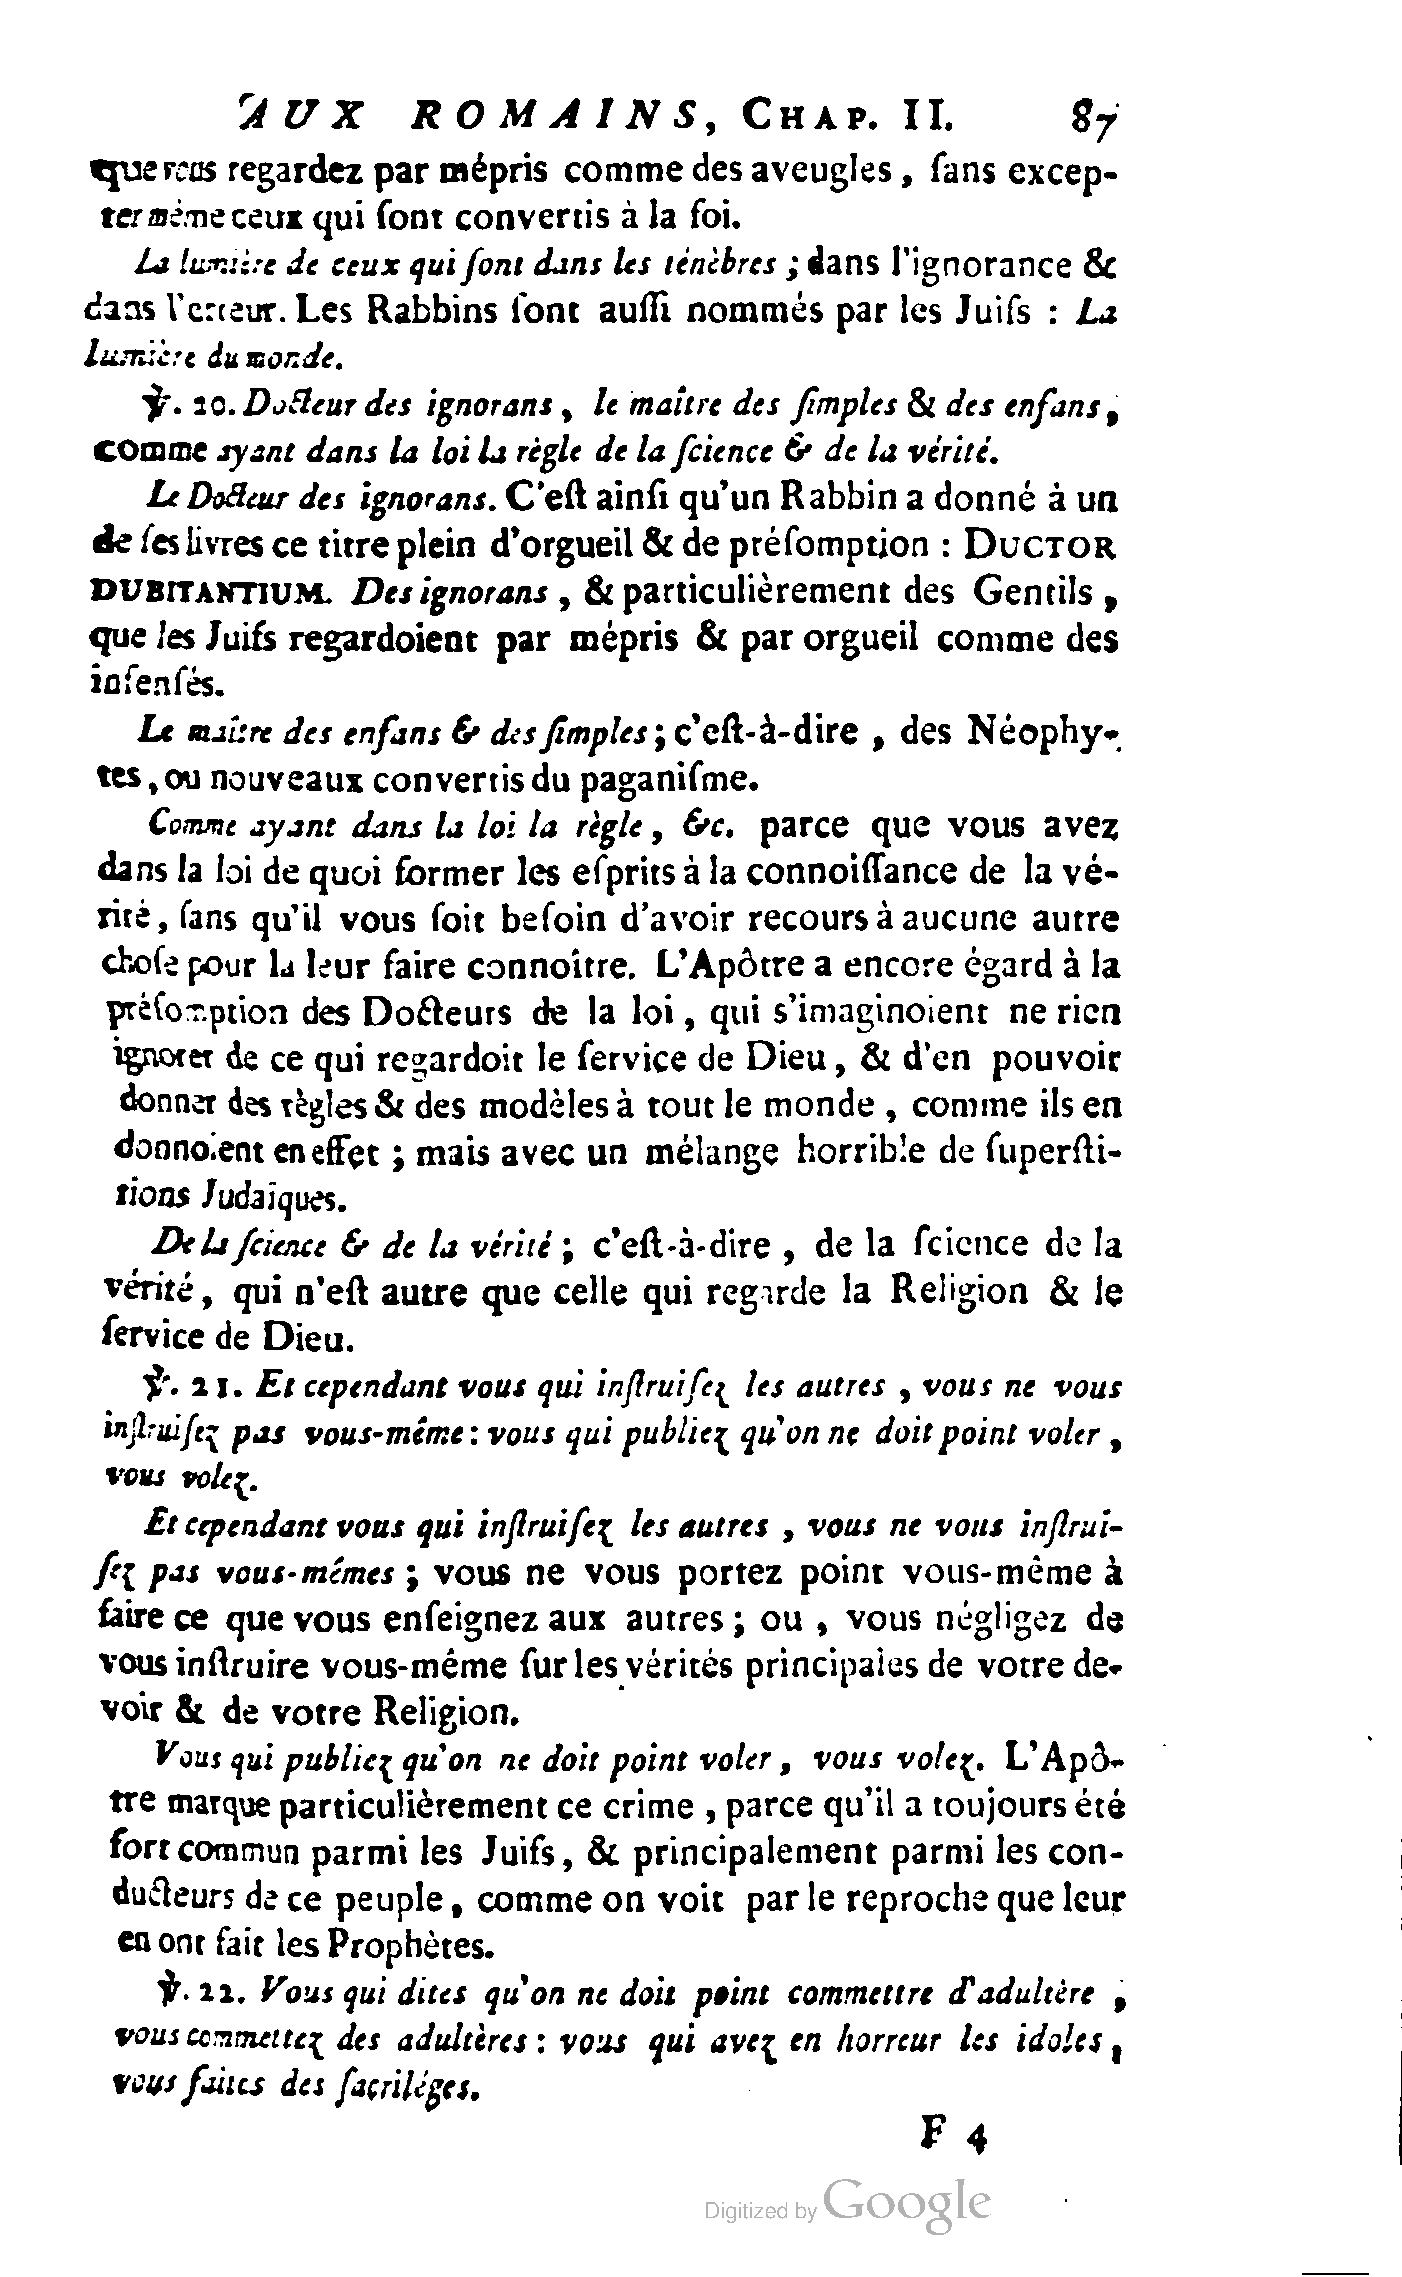 AUX ROMAINS, CHAP. II. 87
que vous regardez par mépris comme des aveugles, ſans excep-
ter même ceux qui ſont convertis à la foi.
La lumière de ceux qui ſont dans les ténèbres ; dans l'ignorance &
dans l'erreur. Les Rabbins ſont auſſi nommés par les Juifs : La
lumière du monde.
℣. 20. Docteur des ignorans, le maître des ſimples & des enfans,
comme ayant dans la loi la règle de la ſcience & de la vérité.
Le Docteur des ignorans. C'eſt ainſi qu'un Rabbin a donné à un
de ſes livres ce titre plein d'orgueil & de préſomption : DUCTOR
DUBITANTIUM. Des ignorans, & particulièrement des Gentils,
que les Juifs regardoient par mépris & par orgueil comme des
inſenſés.
Le maître des enfans & des ſimples ; c'eſt-à-dire, des Néophy-
tes, ou nouveaux convertis du paganiſme.
Comme ayant dans la loi la règle, &c. parce que vous avez
dans la loi de quoi former les eſprits à la connoiſſance de la vé-
rité, ſans qu'il vous ſoit beſoin d'avoir recours à aucune autre
choſe pour la leur faire connoître. L'Apôtre a encore égard à la
préſomption des Docteurs de la loi, qui s'imaginoient ne rien
ignorer de ce qui regardoit le ſervice de Dieu, & d'en pouvoir
donner des règles & des modèles à tout le monde, comme ils en
donnoient en effet ; mais avec un mélange horrible de ſuperſti-
tions Judaïques.
De la ſcience & de la vérité ; c'eſt-à-dire, de la ſcience de la
vérité, qui n'eſt autre que celle qui regarde la Religion & le
ſervice de Dieu.
℣. 21. Et cependant vous qui inſtruiſez les autres, vous ne vous
inſtruiſez pas vous-même : vous qui publiez qu'on ne doit point voler,
vous volez.
Et cependant vous qui inſtruiſez les autres, vous ne vous inſtrui-
ſez pas vous-mêmes ; vous ne vous portez point vous-même à
faire ce que vous enſeignez aux autres ; ou, vous négligez de
vous inſtruire vous-même ſur les vérités principales de votre de-
voir & de votre Religion.
Vous qui publiez qu'on ne doit point voler, vous volez. L'Apô-
tre marque particulièrement ce crime, parce qu'il a toujours été
fort commun parmi les Juifs, & principalement parmi les con-
ducteurs de ce peuple, comme on voit par le reproche que leur
en ont fait les Prophètes.
℣. 22. Vous qui dites qu'on ne doit point commettre d'adultère,
vous commettez des adultères : vous qui avez en horreur les idoles,
vous faites des ſacriléges.
F 4
Digitized by Google